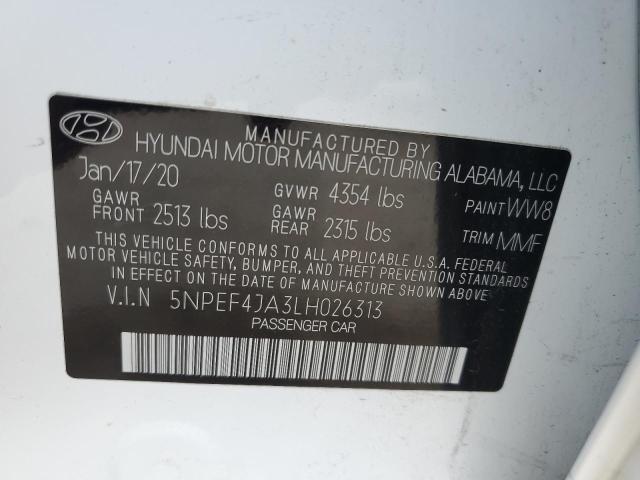 MANUFACTURED BY
HYUNDAI MOTOR MANUFACTURING ALABAMA, LLC
Jan/17/20 GVWR 4354 lbs PAINT WW8
GAWR FRONT 2513 lbs GAWR REAR 2315 lbs TRIM MMF
THIS VEHICLE CONFORMS TO ALL APPLICABLE U.S.A. FEDERAL
MOTOR VEHICLE SAFETY, BUMPER, AND THEFT PREVENTION STANDARDS
IN EFFECT ON THE DATE OF MANUFACTURE SHOWN ABOVE.
V.I.N 5NPEF4JA3LH026313
PASSENGER CAR